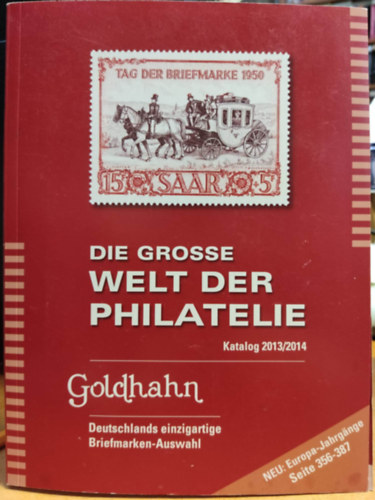 TAG DER BRIEFMARKE 1950
15 SAAR +5
DIE GROSSE
WELT DER
PHILATELIE
Katalog 2013/2014
Goldhahn
Deutschlands einzigartige
Briefmarken-Auswahl
NEU: Europa-Jahrgänge
Seite 356-387